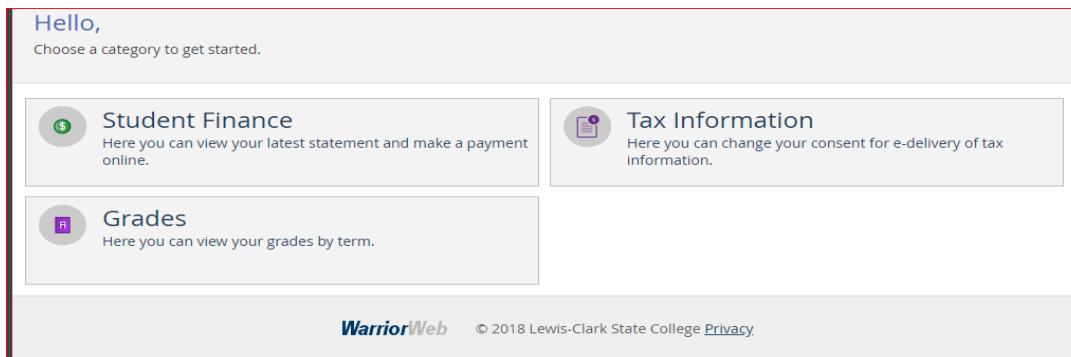 Hello,
Choose a category to get started.
Student Finance
Here you can view your latest statement and make a payment
online.
Tax Information
Here you can change your consent for e-delivery of tax
information.
Grades
Here you can view your grades by term.
WarriorWeb © 2018 Lewis-Clark State College Privacy